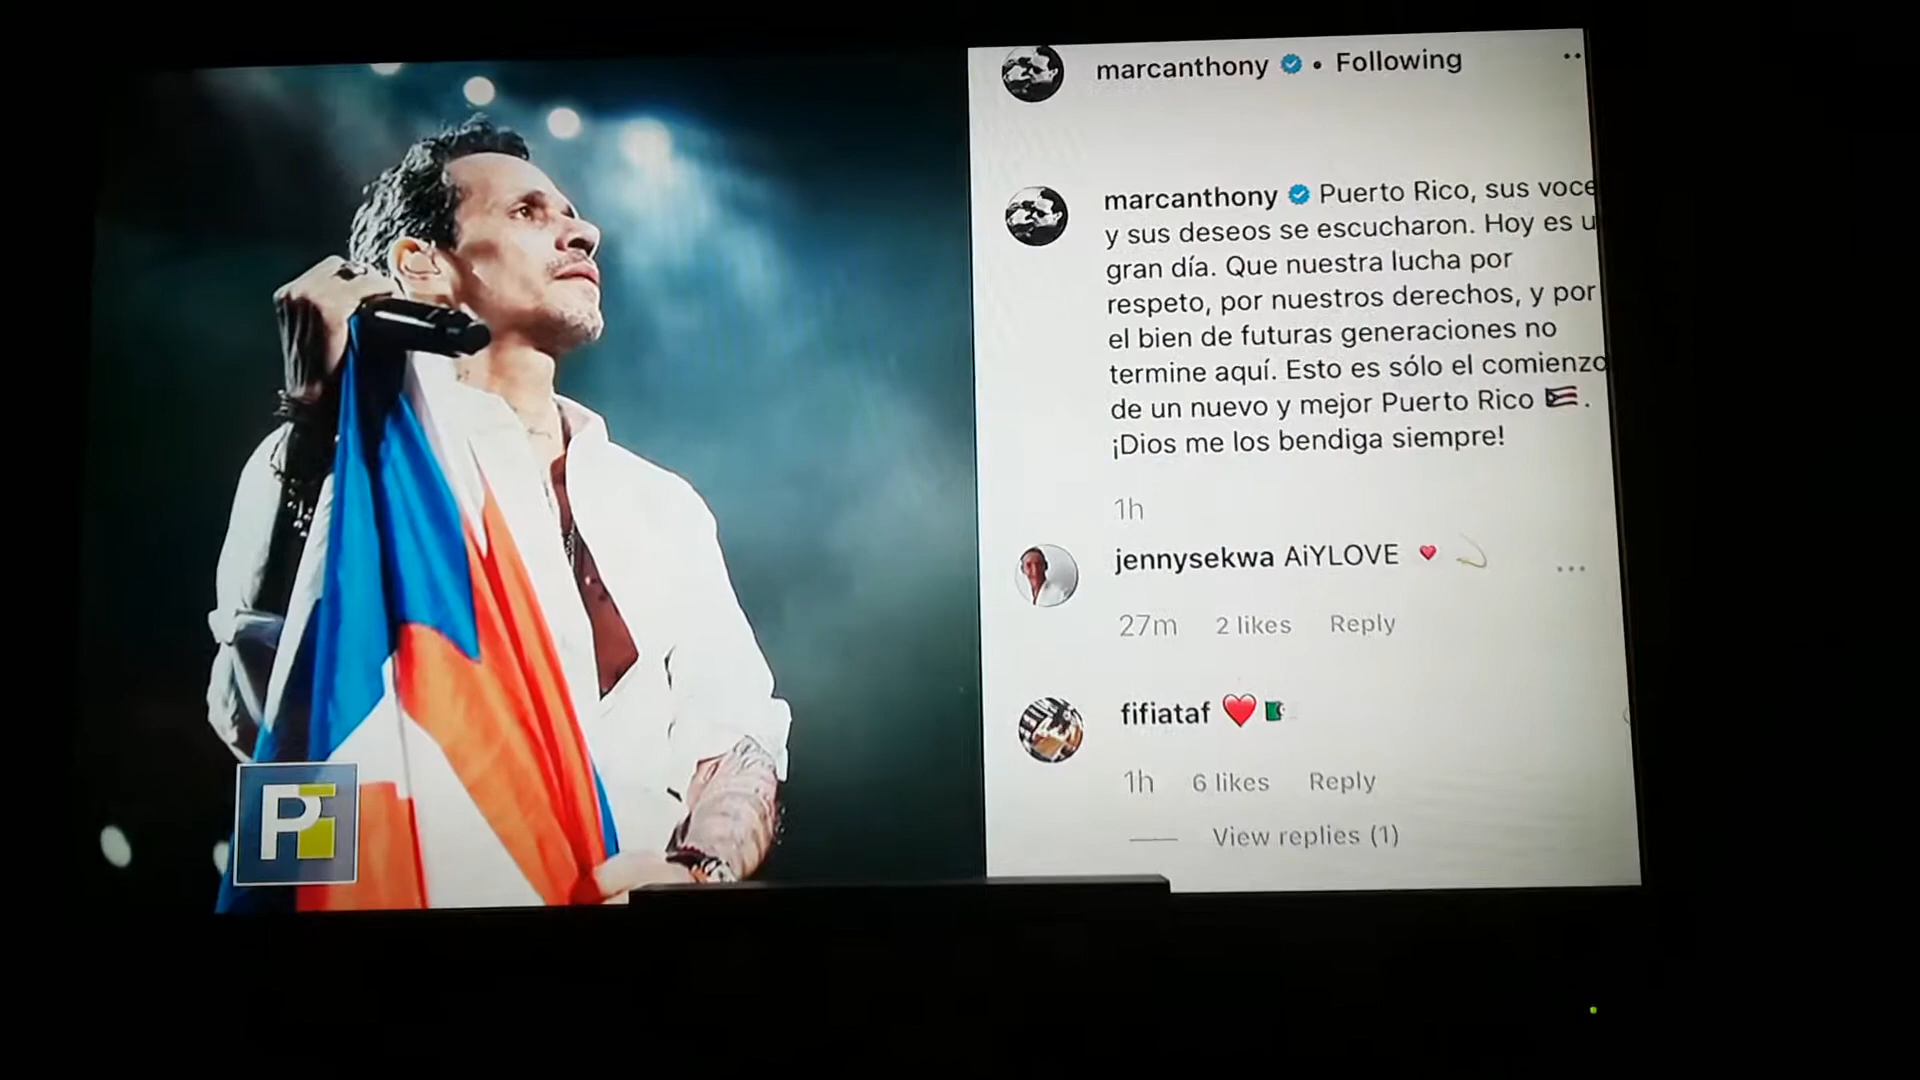 marcanthony • Following
marcanthony Puerto Rico, sus voce
y sus deseos se escucharon. Hoy es u
gran día. Que nuestra lucha por
respeto, por nuestros derechos, y por
el bien de futuras generaciones no
termine aquí. Esto es sólo el comienzo
de un nuevo y mejor Puerto Rico 🇵🇷.
¡Dios me los bendiga siempre!
1h
jennysekwa AiYLOVE
27m 2 likes Reply
fifiataf ❤️🇩🇿
1h 6 likes Reply
View replies (1)
P